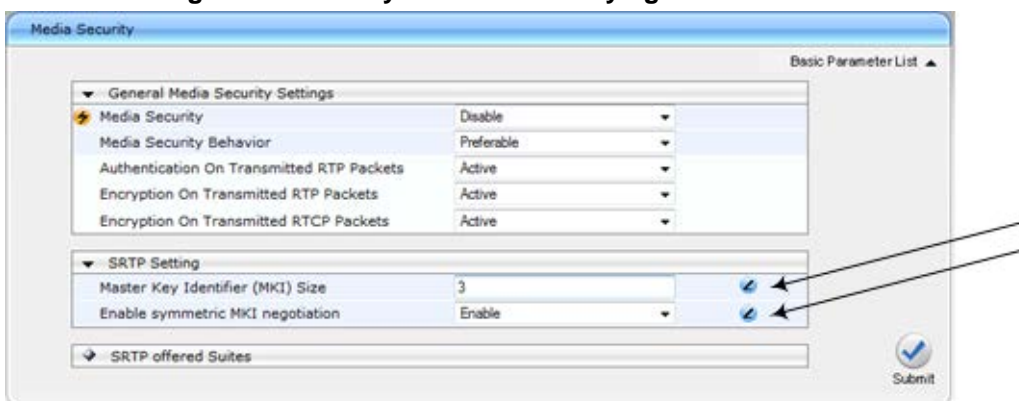 Media Security
Basic Parameter List
General Media Security Settings
Media Security Disable
Media Security Behavior Preferable
Authentication On Transmitted RTP Packets Active
Encryption On Transmitted RTP Packets Active
Encryption On Transmitted RTCP Packets Active
SRTP Setting
Master Key Identifier (MKI) Size 3
Enable symmetric MKI negotiation Enable
SRTP offered Suites
Submit